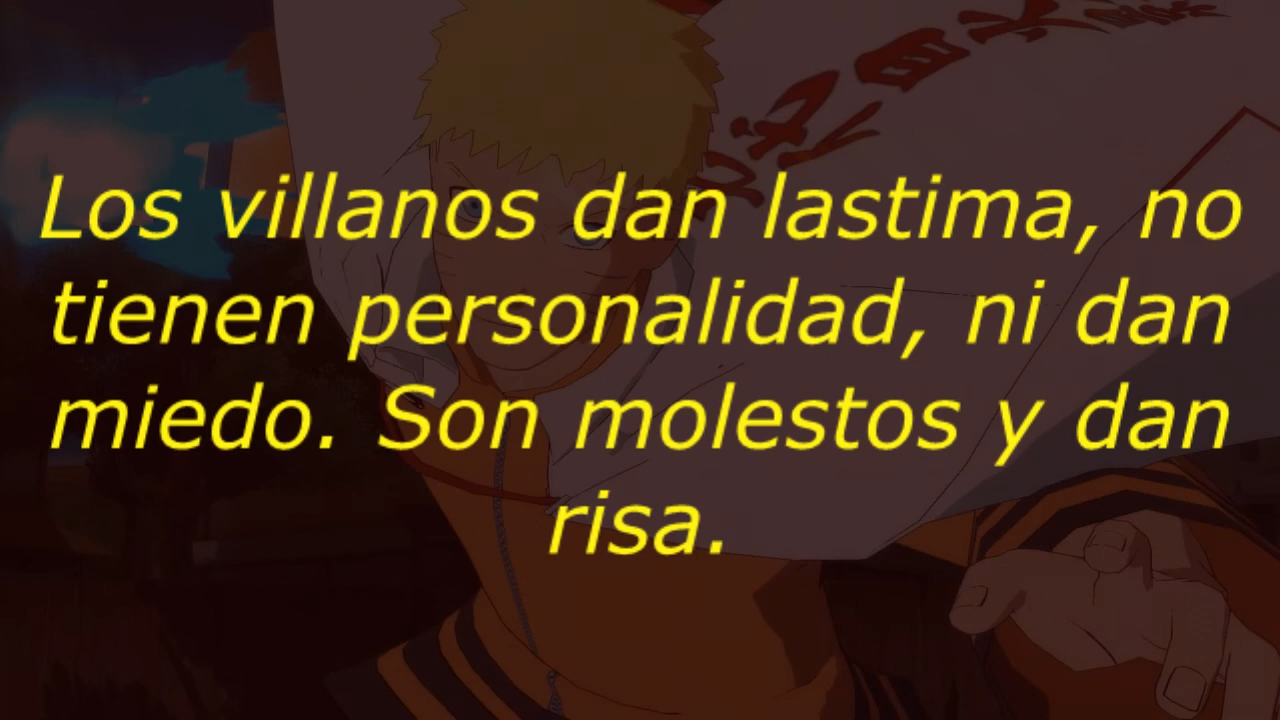 Los villanos dan lastima, no
tienen personalidad, ni dan
miedo. Son molestos y dan
risa.